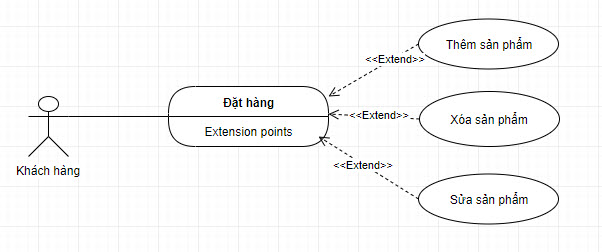 Thêm sản phẩm
<<Extend>>
Đặt hàng
Extension points
<<Extend>>
Xóa sản phẩm
<<Extend>>
Khách hàng
Sửa sản phẩm